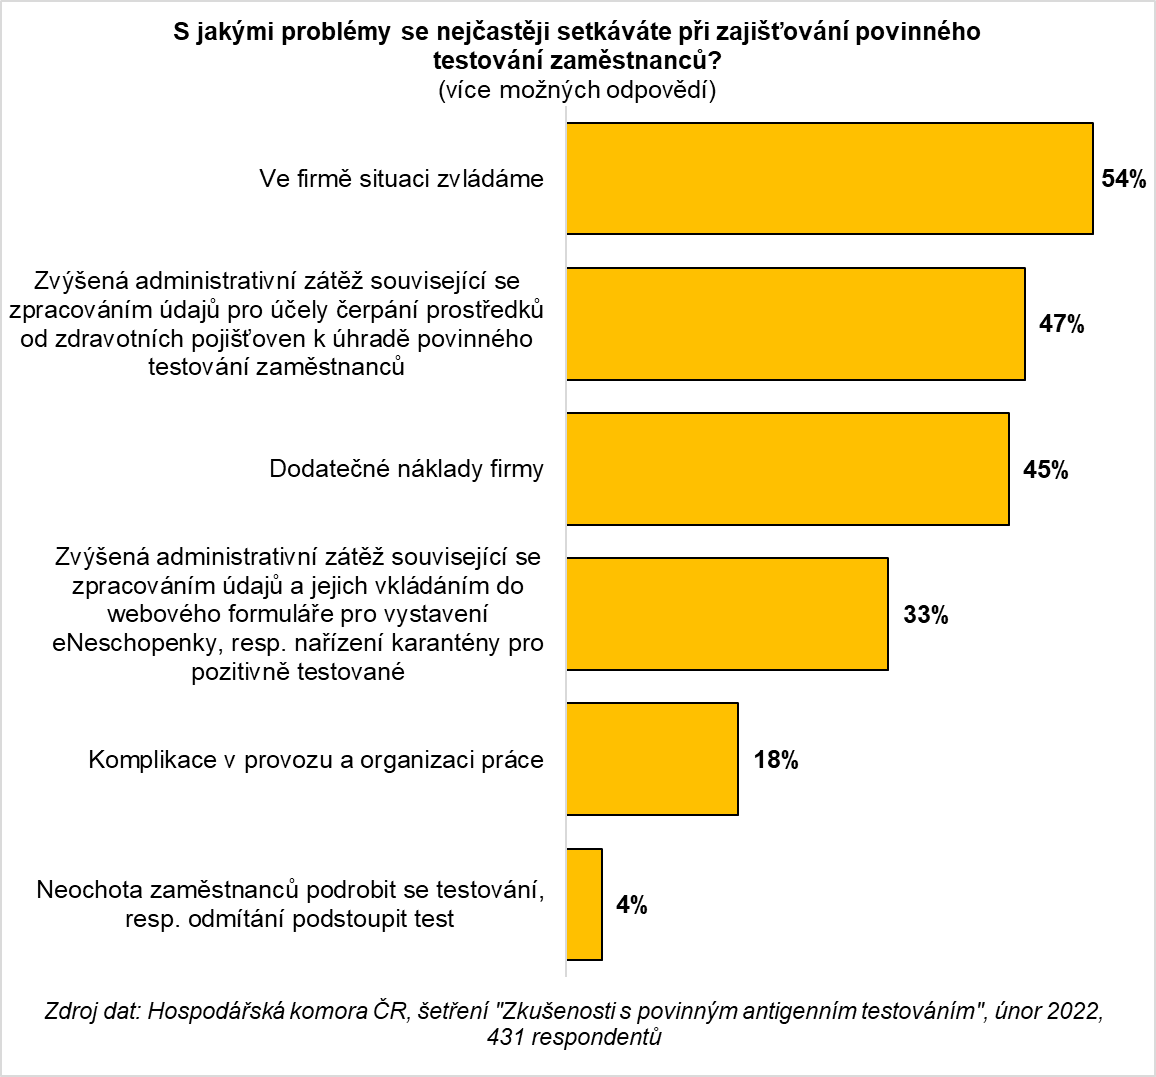 S jakými problémy se nejčastěji setkáváte při zajišťování povinného
testování zaměstnanců?
(více možných odpovědí)
Ve firmě situaci zvládáme
54%
Zvýšená administrativní zátěž související se
zpracováním údajů pro účely čerpání prostředků
od zdravotních pojišťoven k úhradě povinného
testování zaměstnanců
47%
Dodatečné náklady firmy
45%
Zvýšená administrativní zátěž související se
zpracováním údajů a jejich vkládáním do
webového formuláře pro vystavení
eNeschopenky, resp. nařízení karantény pro
pozitivně testované
33%
Komplikace v provozu a organizaci práce
18%
Neochota zaměstnanců podrobit se testování,
resp. odmítání podstoupit test
4%
Zdroj dat: Hospodářská komora ČR, šetření "Zkušenosti s povinným antigenním testováním", únor 2022,
431 respondentů